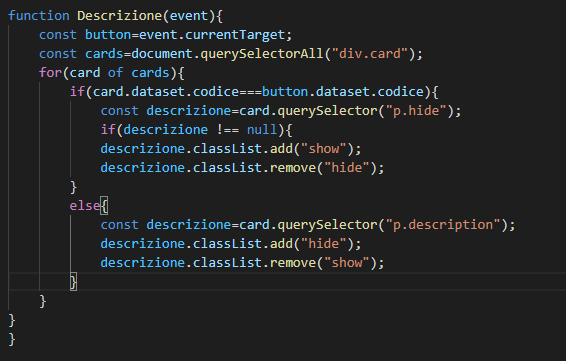 function Descrizione(event){
    const button=event.currentTarget;
    const cards=document.querySelectorAll("div.card");
    for(card of cards){
        if(card.dataset.codice===button.dataset.codice){
            const descrizione=card.querySelector("p.hide");
            if(descrizione !== null){
            descrizione.classList.add("show");
            descrizione.classList.remove("hide");
        }
        else{
            const descrizione=card.querySelector("p.description");
            descrizione.classList.add("hide");
            descrizione.classList.remove("show");
        }
    }
}
}